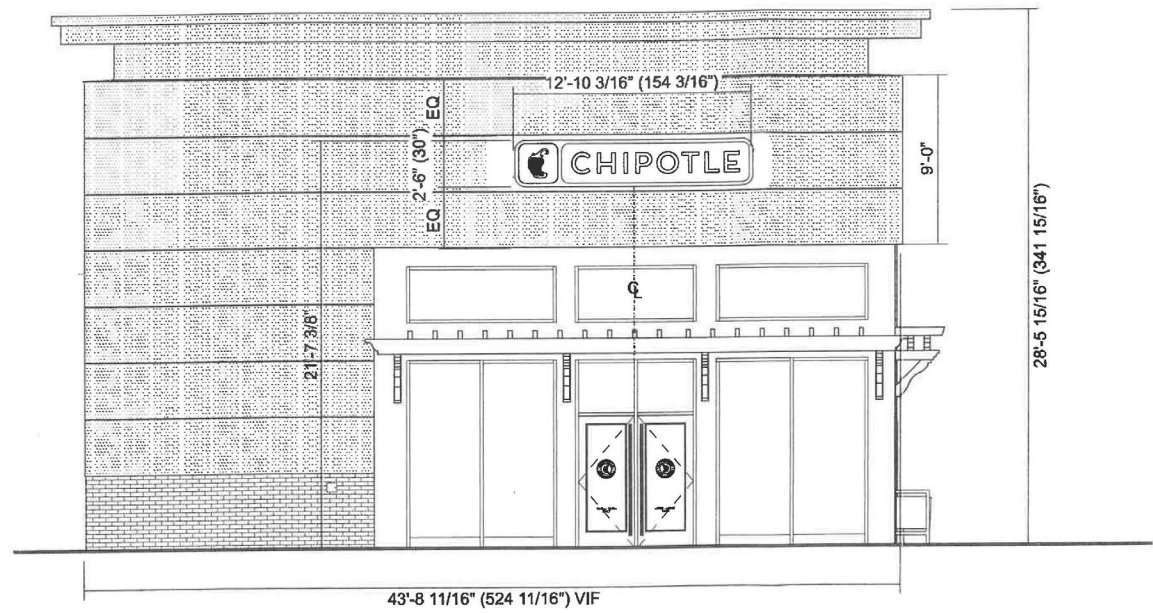 12'-10 3/16" (154 3/16")
EQ
2'-6" (30")
EQ
CHIPOTLE
9'-0"
28'-5 15/16" (341 15/16")
℄
21'-7 3/8"
43'-8 11/16" (524 11/16") VIF